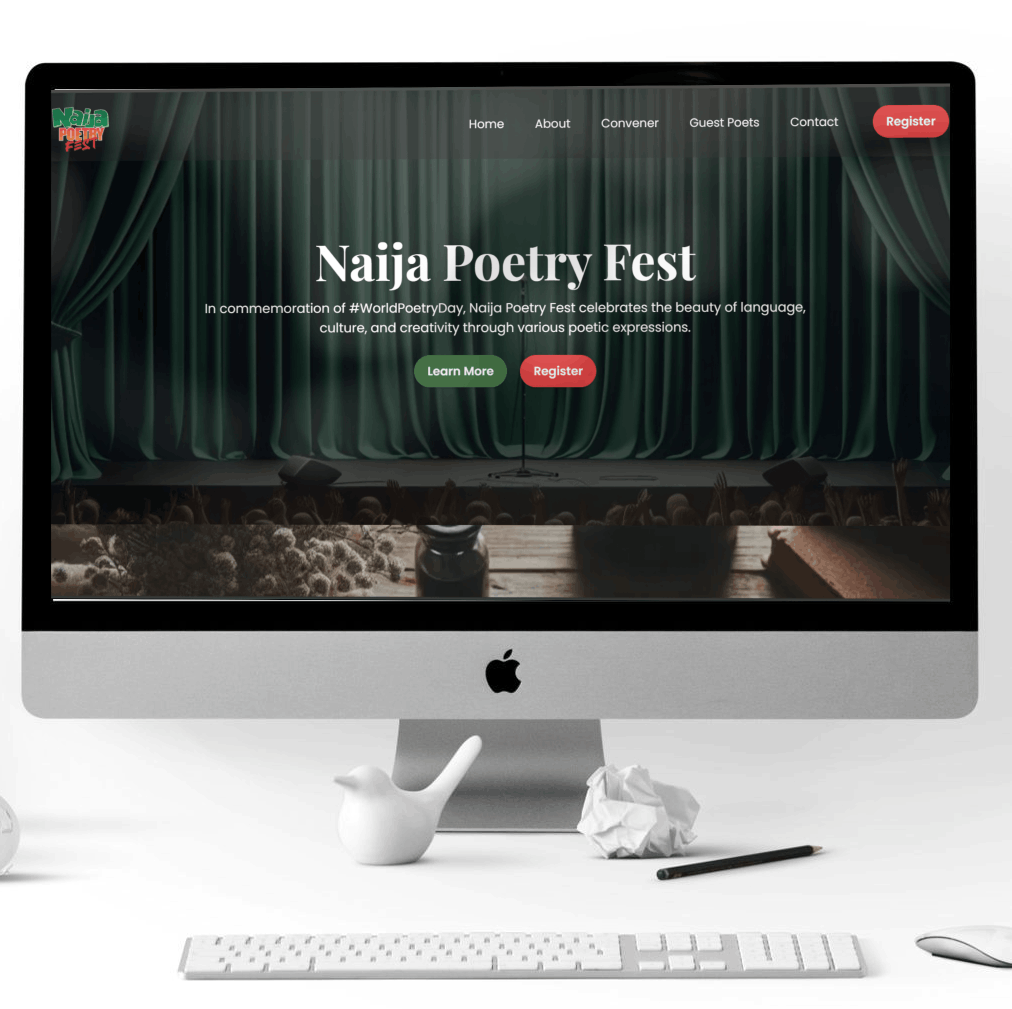 Naija
POETRY
FEST
Home About Convener Guest Poets Contact Register
Naija Poetry Fest
In commemoration of #WorldPoetryDay, Naija Poetry Fest celebrates the beauty of language,
culture, and creativity through various poetic expressions.
Learn More Register